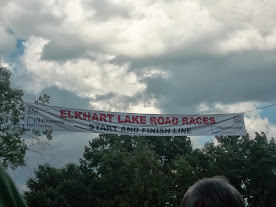 ELKHART LAKE ROAD RACES
START AND FINISH LINE